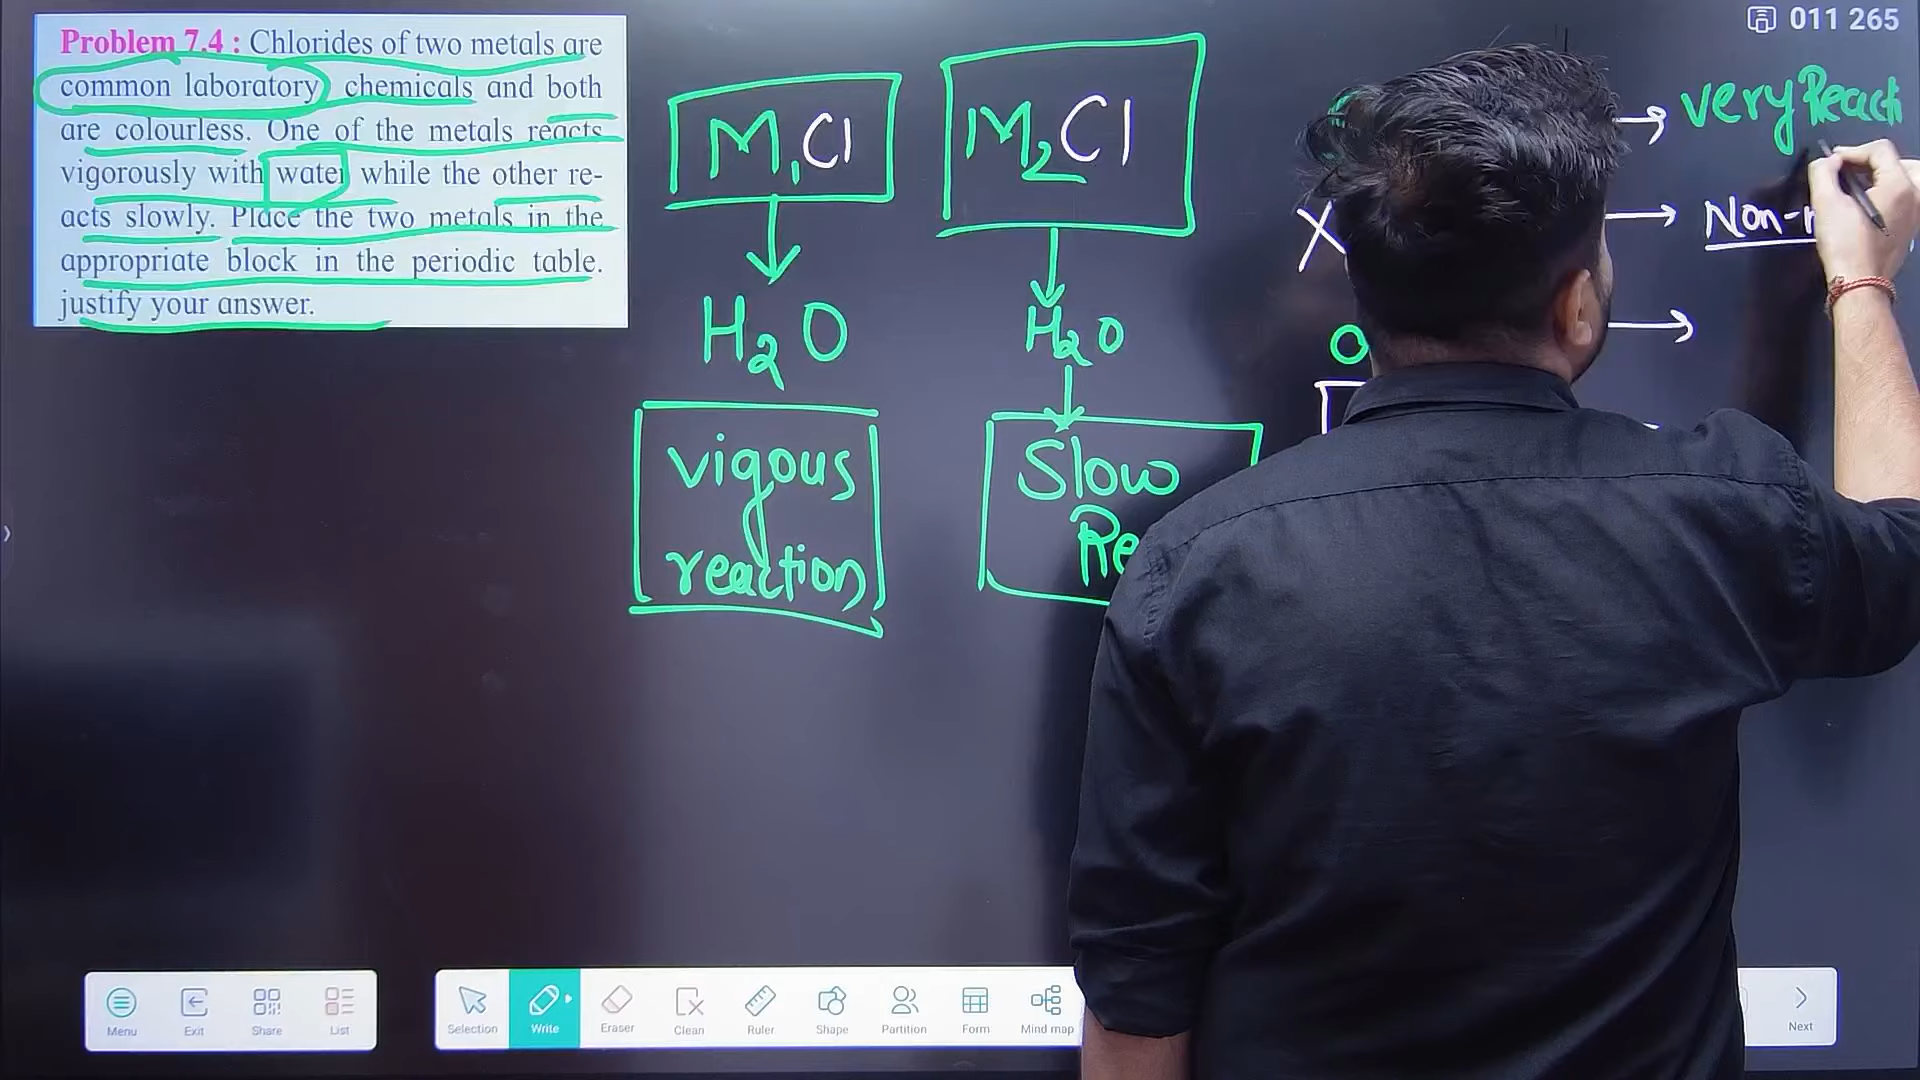 Problem 7.4 : Chlorides of two metals are
common laboratory chemicals and both
are colourless. One of the metals reacts
vigorously with water while the other re-
acts slowly. Place the two metals in the
appropriate block in the periodic table.
justify your answer.
M₁Cl
M₂Cl
H₂O
H₂O
vigous
reaction
Slow
011 265
very React
X
Menu
Exit
Share
List
Selection
Write
Eraser
Clean
Ruler
Shape
Partition
Form
Mind map
Next